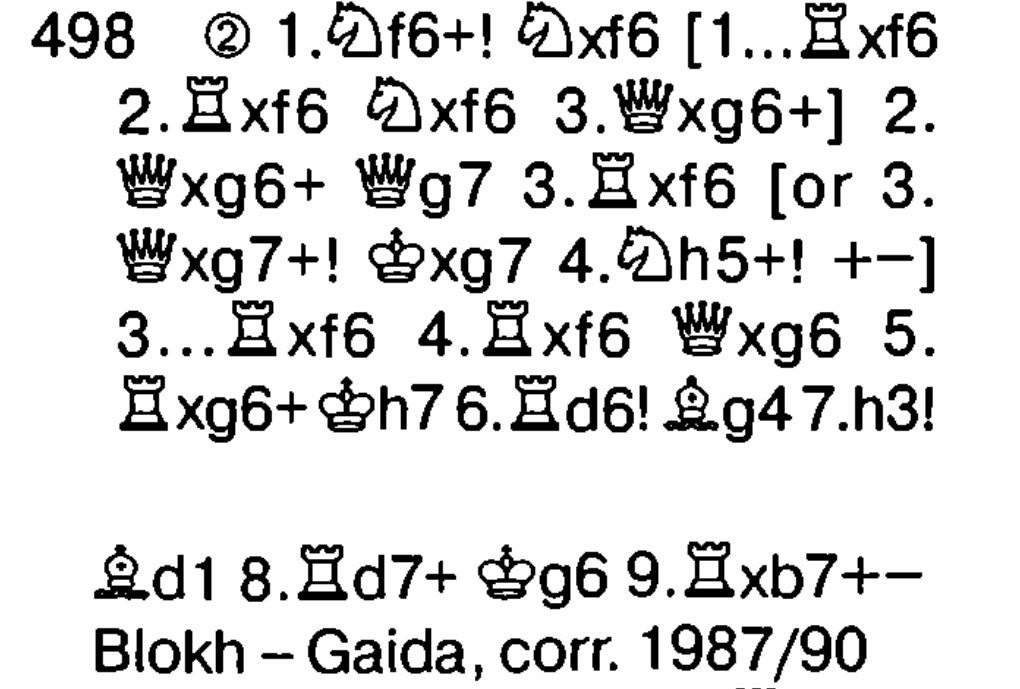 498 ② 1.♘f6+! ♘xf6 [1...♖xf6
2.♖xf6 ♘xf6 3.♕xg6+] 2.
♕xg6+ ♕g7 3.♖xf6 [or 3.
♕xg7+! ♔xg7 4.♘h5+! +−]
3...♖xf6 4.♖xf6 ♕xg6 5.
♖xg6+ ♔h7 6.♖d6! ♗g4 7.h3!
♗d1 8.♖d7+ ♔g6 9.♖xb7+−
Blokh – Gaida, corr. 1987/90